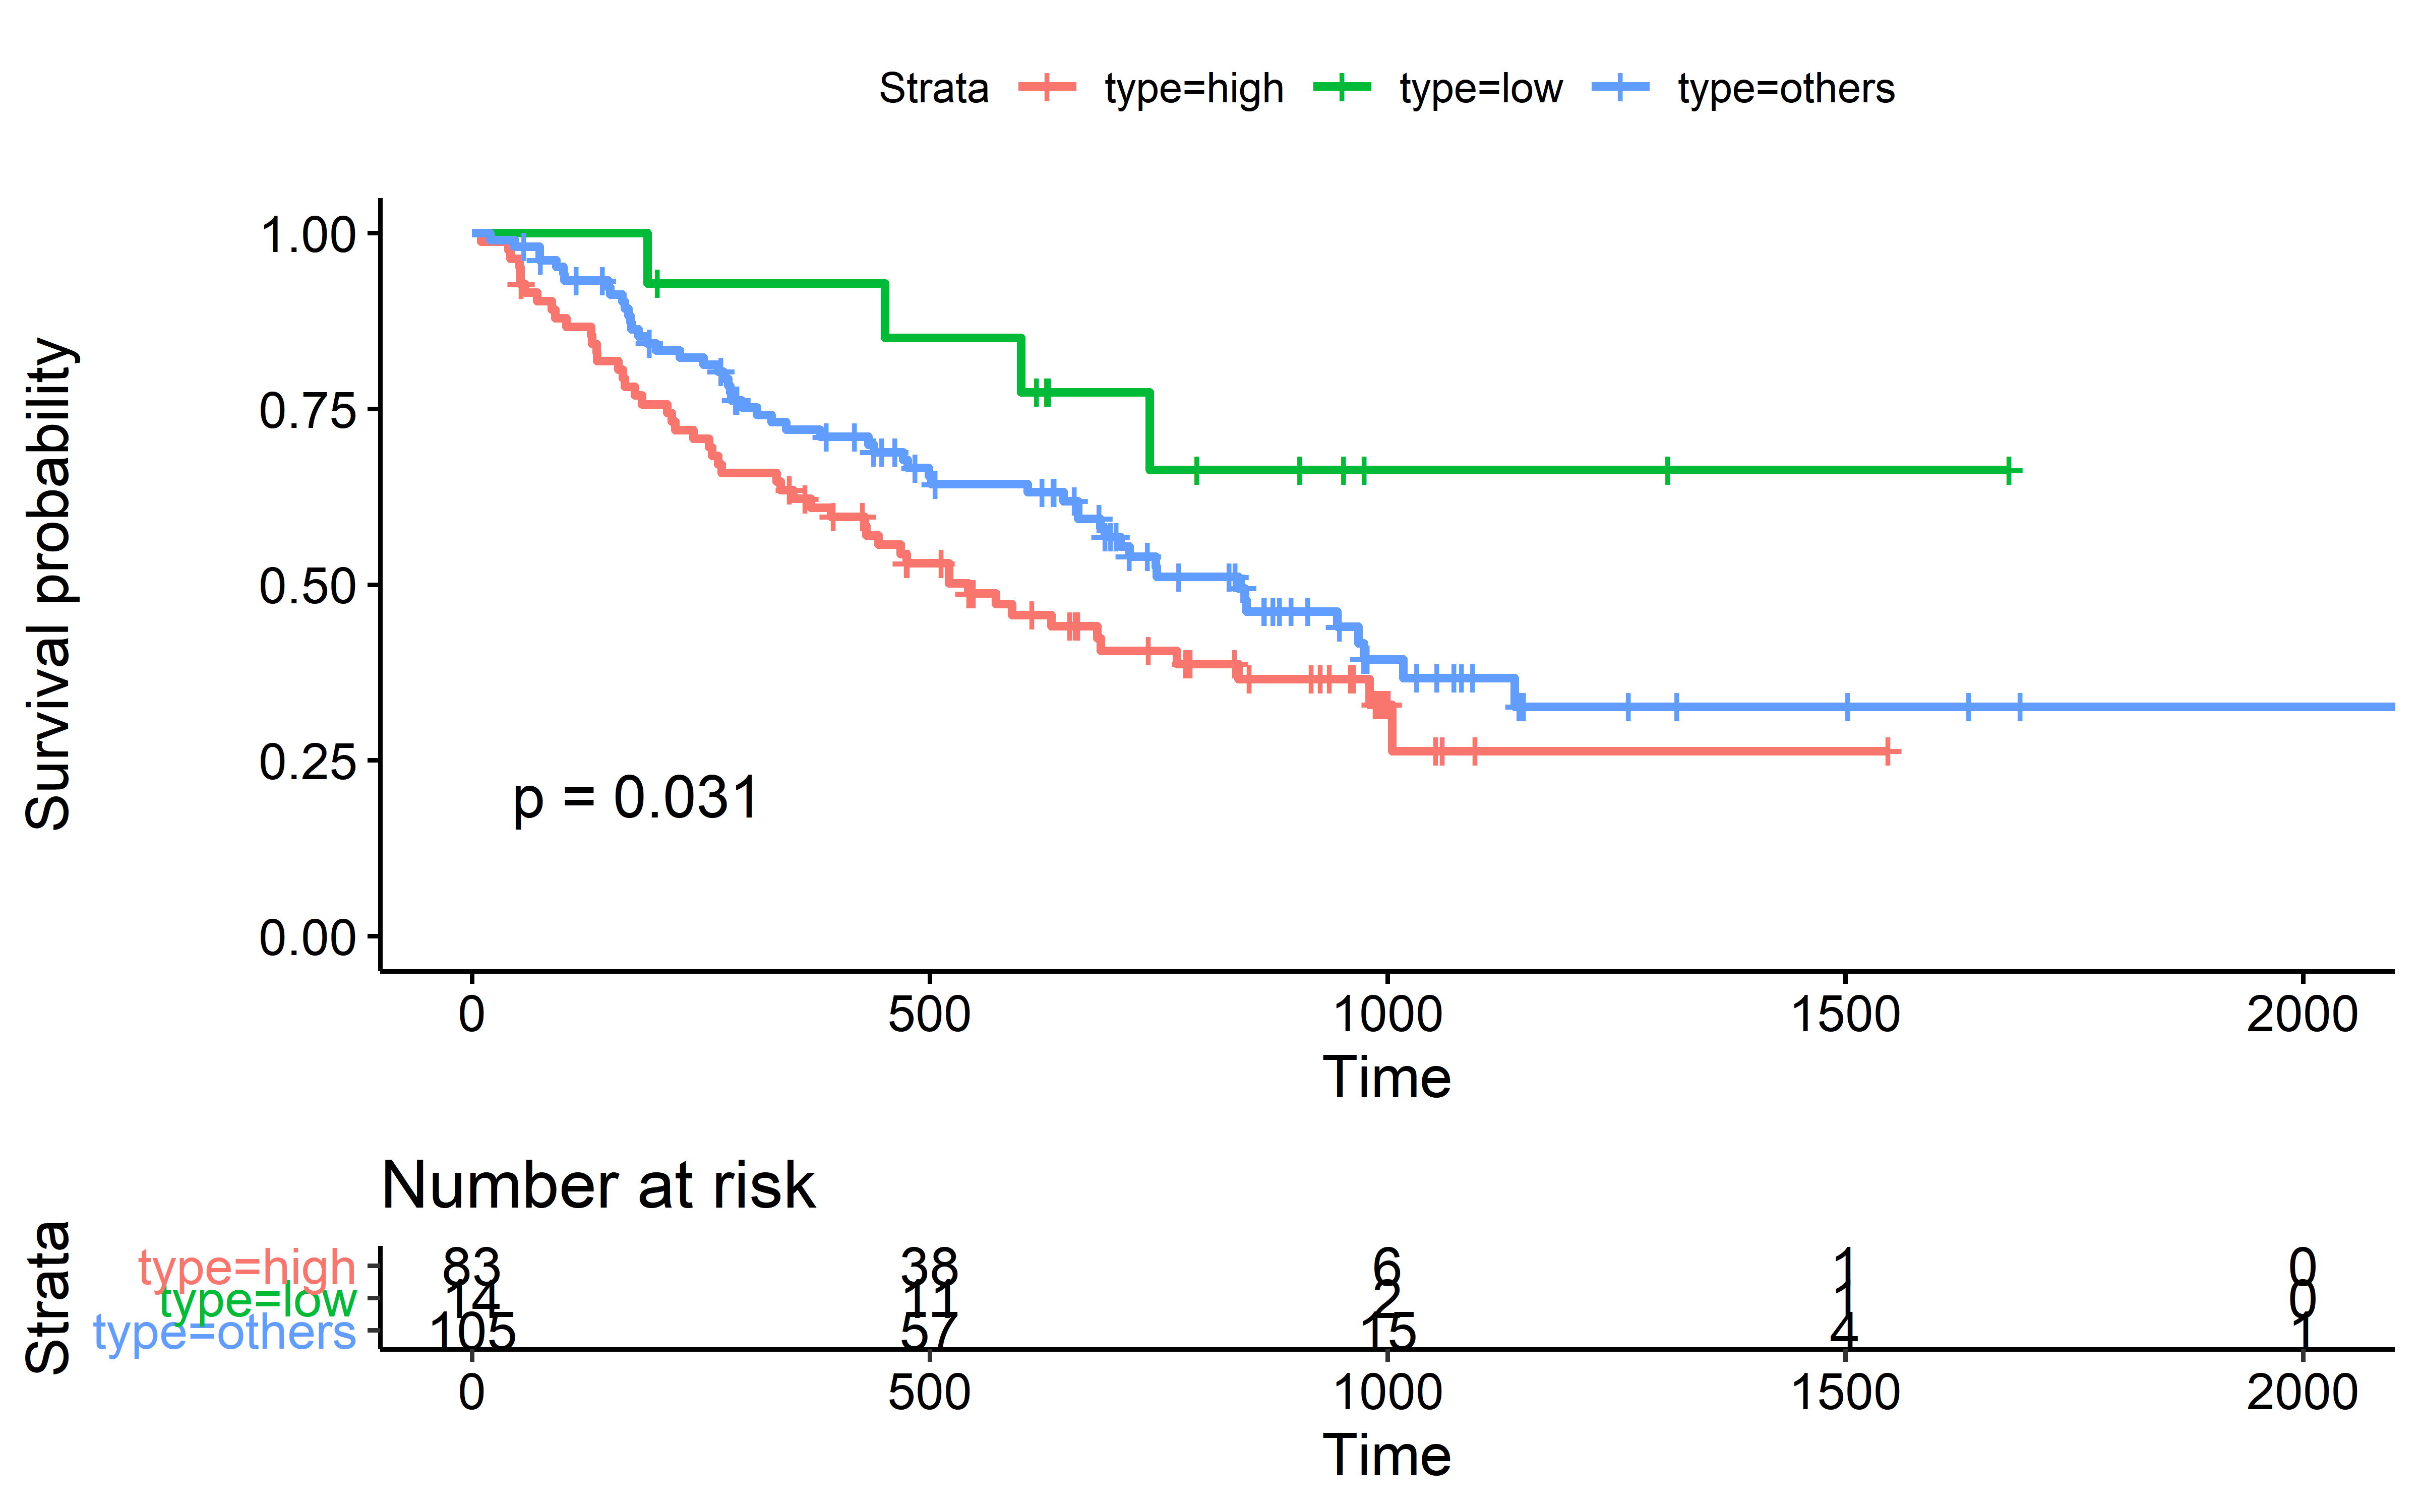 Strata type=high type=low type=others
Survival probability
1.00
0.75
0.50
0.25
0.00
p = 0.031
0 500 1000 1500 2000
Time
Number at risk
Strata
type=high 83 38 6 1 0
type=low 14 11 2 1 0
type=others 105 57 15 4 1
0 500 1000 1500 2000
Time